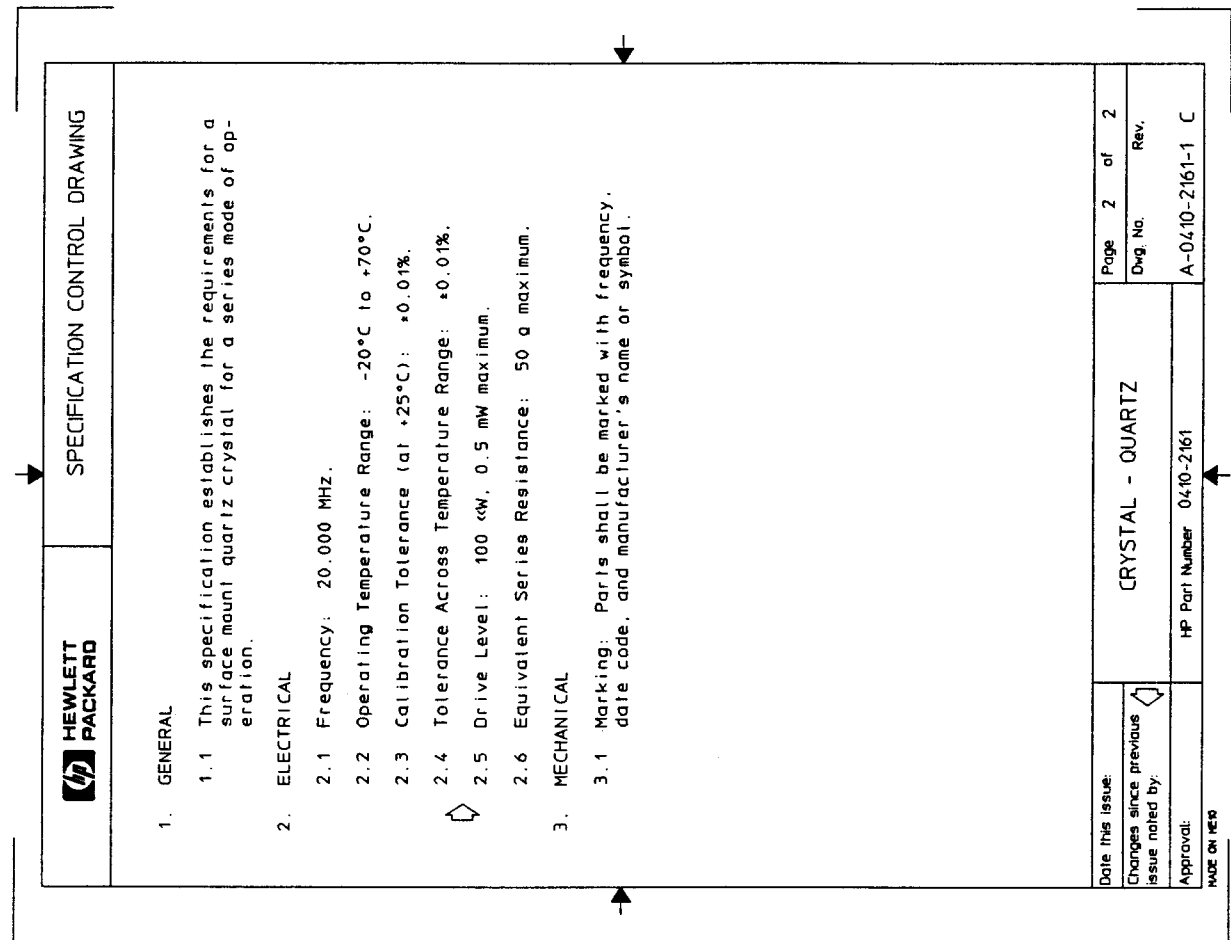 hp HEWLETT
PACKARD
SPECIFICATION CONTROL DRAWING
1. GENERAL
1.1 This specification establishes the requirements for a
surface mount quartz crystal for a series mode of op-
eration.
2. ELECTRICAL
2.1 Frequency: 20.000 MHz.
2.2 Operating Temperature Range: -20°C to +70°C.
2.3 Calibration Tolerance (at +25°C): ±0.01%.
2.4 Tolerance Across Temperature Range: ±0.01%.
2.5 Drive Level: 100 «W, 0.5 mW maximum.
2.6 Equivalent Series Resistance: 50 a maximum.
3. MECHANICAL
3.1 Marking: Parts shall be marked with frequency,
date code, and manufacturer's name or symbol.
Date this issue:
Changes since previous
issue noted by:
Approval:
CRYSTAL - QUARTZ
HP Part Number 0410-2161
Page 2 of 2
Dwg. No. Rev.
A-0410-2161-1 C
MADE ON ME10